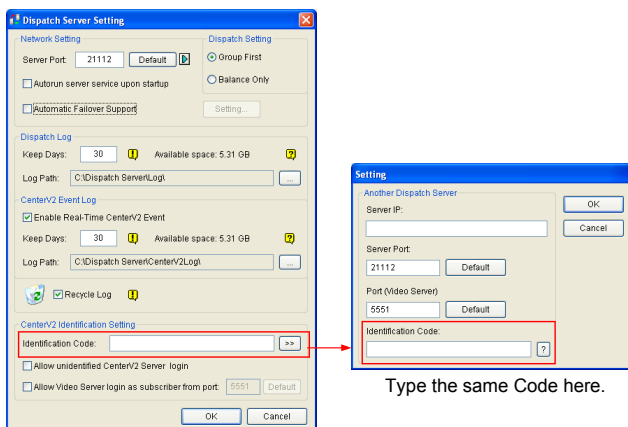 Dispatch Server Setting
Network Setting
Server Port: 21112 Default
Autorun server service upon startup
Automatic Failover Support
Dispatch Setting
Group First
Balance Only
Setting...
Dispatch Log
Keep Days: 30 ! Available space: 5.31 GB ?
Log Path: C:\Dispatch Server\Log\ ...
CenterV2 Event Log
Enable Real-Time CenterV2 Event
Keep Days: 30 ! Available space: 5.31 GB ?
Log Path: C:\Dispatch Server\CenterV2Log\ ...
Recycle Log !
CenterV2 Identification Setting
Identification Code: >>
Allow unidentified CenterV2 Server login
Allow Video Server login as subscriber from port: 5551 Default
OK Cancel
Setting
Another Dispatch Server
Server IP:
Server Port:
21112 Default
Port (Video Server)
5551 Default
Identification Code:
?
OK
Cancel
Type the same Code here.